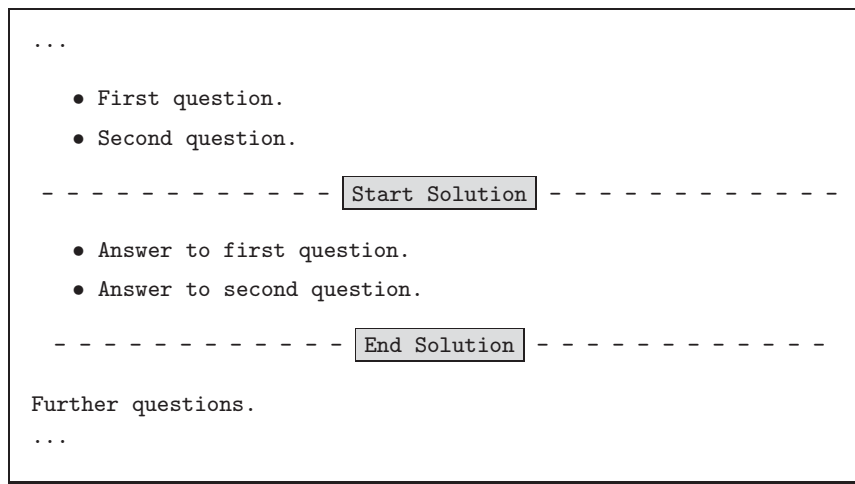 ...
• First question.
• Second question.
- - - - - - - - - - - - Start Solution - - - - - - - - - - - -
• Answer to first question.
• Answer to second question.
- - - - - - - - - - - - End Solution - - - - - - - - - - - -
Further questions.
...